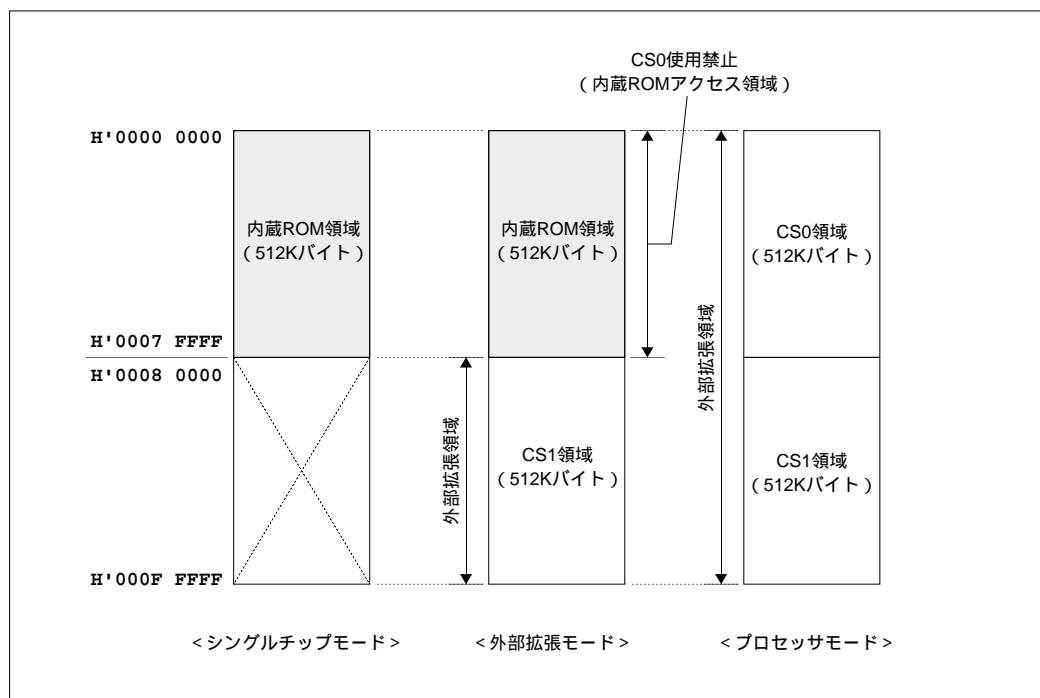 CS0使用禁止
（内蔵ROMアクセス領域）
H'0000 0000
内蔵ROM領域
（512Kバイト）
内蔵ROM領域
（512Kバイト）
CS0領域
（512Kバイト）
H'0007 FFFF
H'0008 0000
外部拡張領域
外部拡張領域
CS1領域
（512Kバイト）
CS1領域
（512Kバイト）
H'000F FFFF
<シングルチップモード>
<外部拡張モード>
<プロセッサモード>